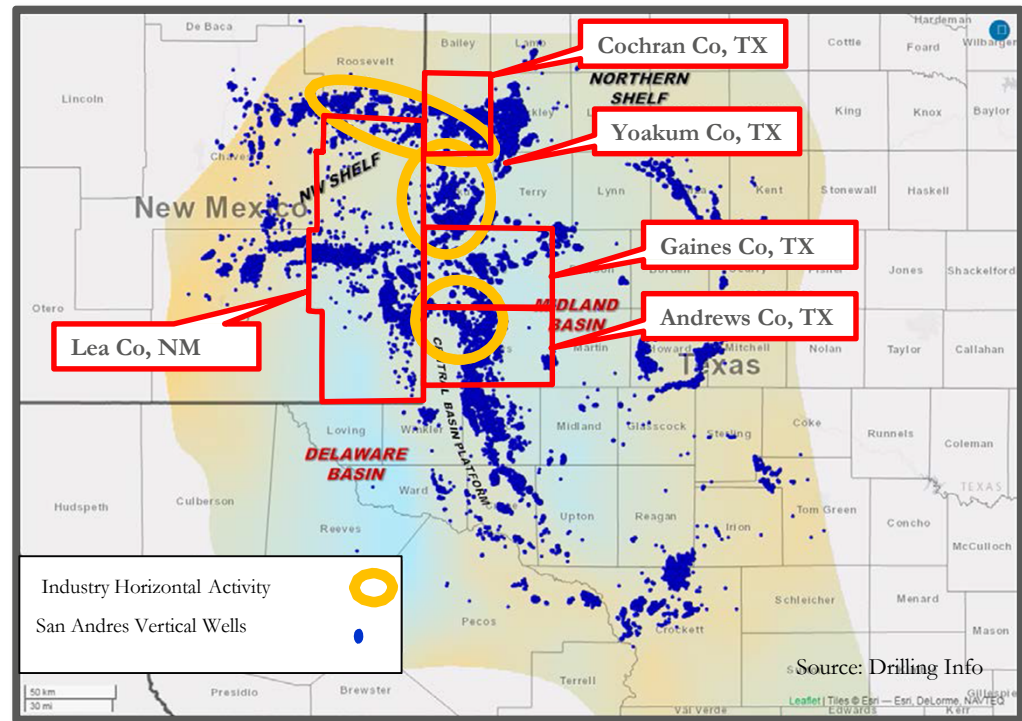 De Baca
Bailey
Lamb
Hardeman
Cottle
Foard
Wilbarger
Cochran Co, TX
Roosevelt
NORTHERN
SHELF
Lincoln
King
Knox
Baylor
Yoakum Co, TX
Chaves
NW SHELF
New Mexico
Terry
Lynn
Kent
Stonewall
Haskell
Gaines Co, TX
Jones
Shackelford
Otero
MIDLAND
BASIN
Andrews Co, TX
Lea Co, NM
Martin
Howard
Mitchell
Nolan
Taylor
Callahan
Texas
CENTRAL BASIN PLATFORM
Loving
Winkler
Midland
Glasscock
Sterling
Coke
Runnels
Coleman
DELAWARE
BASIN
Culberson
Ward
TEXAS
Hudspeth
Reeves
Upton
Reagan
Irion
Tom Green
Concho
McCulloch
Industry Horizontal Activity
San Andres Vertical Wells
Pecos
Crockett
Schleicher
Menard
Mason
Source: Drilling Info
50 km
30 mi
Presidio
Brewster
Terrell
Val Verde
Edwards
Kerr
Gillespie
Leaflet | Tiles © Esri — Esri, DeLorme, NAVTEQ